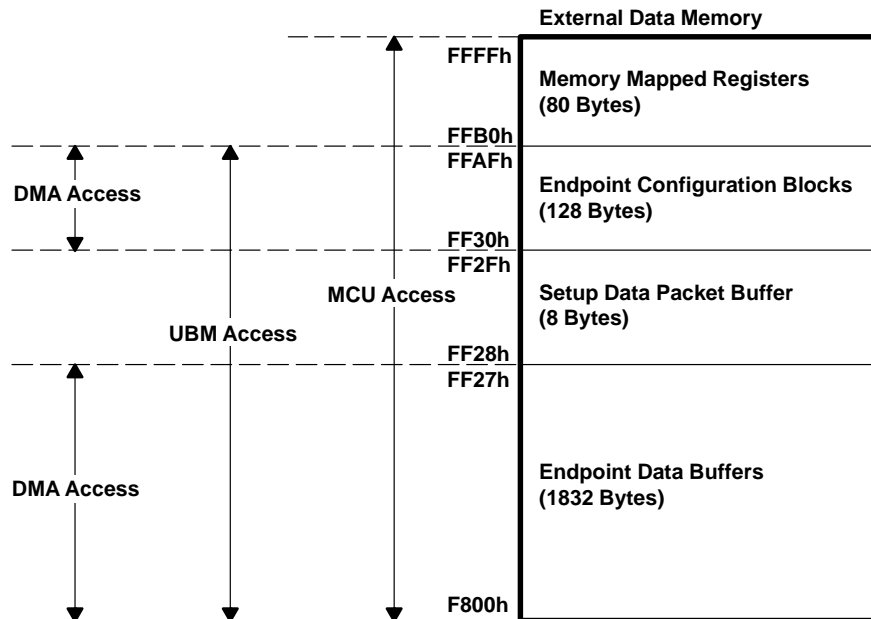 External Data Memory
FFFFh
Memory Mapped Registers
(80 Bytes)
FFB0h
FFAFh
DMA Access
Endpoint Configuration Blocks
(128 Bytes)
FF30h
FF2Fh
MCU Access
Setup Data Packet Buffer
(8 Bytes)
UBM Access
FF28h
FF27h
DMA Access
Endpoint Data Buffers
(1832 Bytes)
F800h